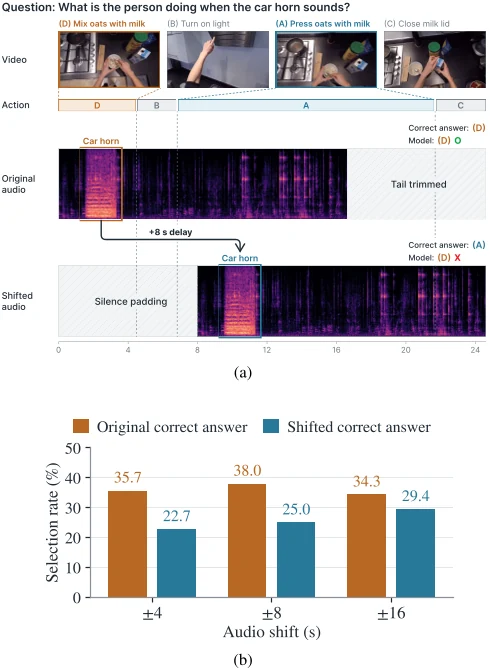 Question: What is the person doing when the car horn sounds?
(D) Mix oats with milk (B) Turn on light (A) Press oats with milk (C) Close milk lid
Video
Action D B A C
Correct answer: (D)
Car horn Model: (D) O
Original
audio
Tail trimmed
+8 s delay
Correct answer: (A)
Car horn Model: (D) X
Shifted
audio
Silence padding
0 4 8 12 16 20 24
(a)
Original correct answer Shifted correct answer
Selection rate (%)
50
40
30
20
10
0
35.7 22.7 38.0 25.0 34.3 29.4
±4 ±8 ±16
Audio shift (s)
(b)